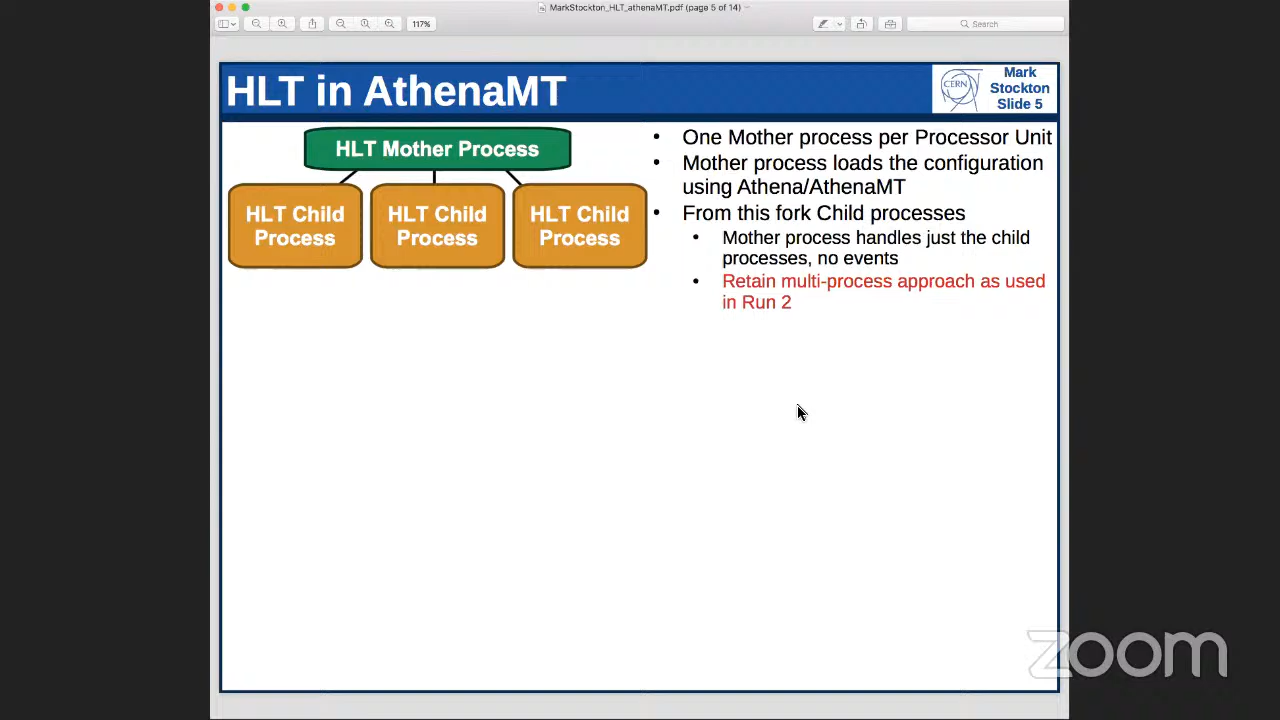 MarkStockton_HLT_athenaMT.pdf (page 5 of 14)
117%
Search
HLT in AthenaMT
CERN
Mark
Stockton
Slide 5
HLT Mother Process
HLT Child
Process
HLT Child
Process
HLT Child
Process
• One Mother process per Processor Unit
• Mother process loads the configuration
using Athena/AthenaMT
• From this fork Child processes
• Mother process handles just the child
processes, no events
• Retain multi-process approach as used
in Run 2
zoom